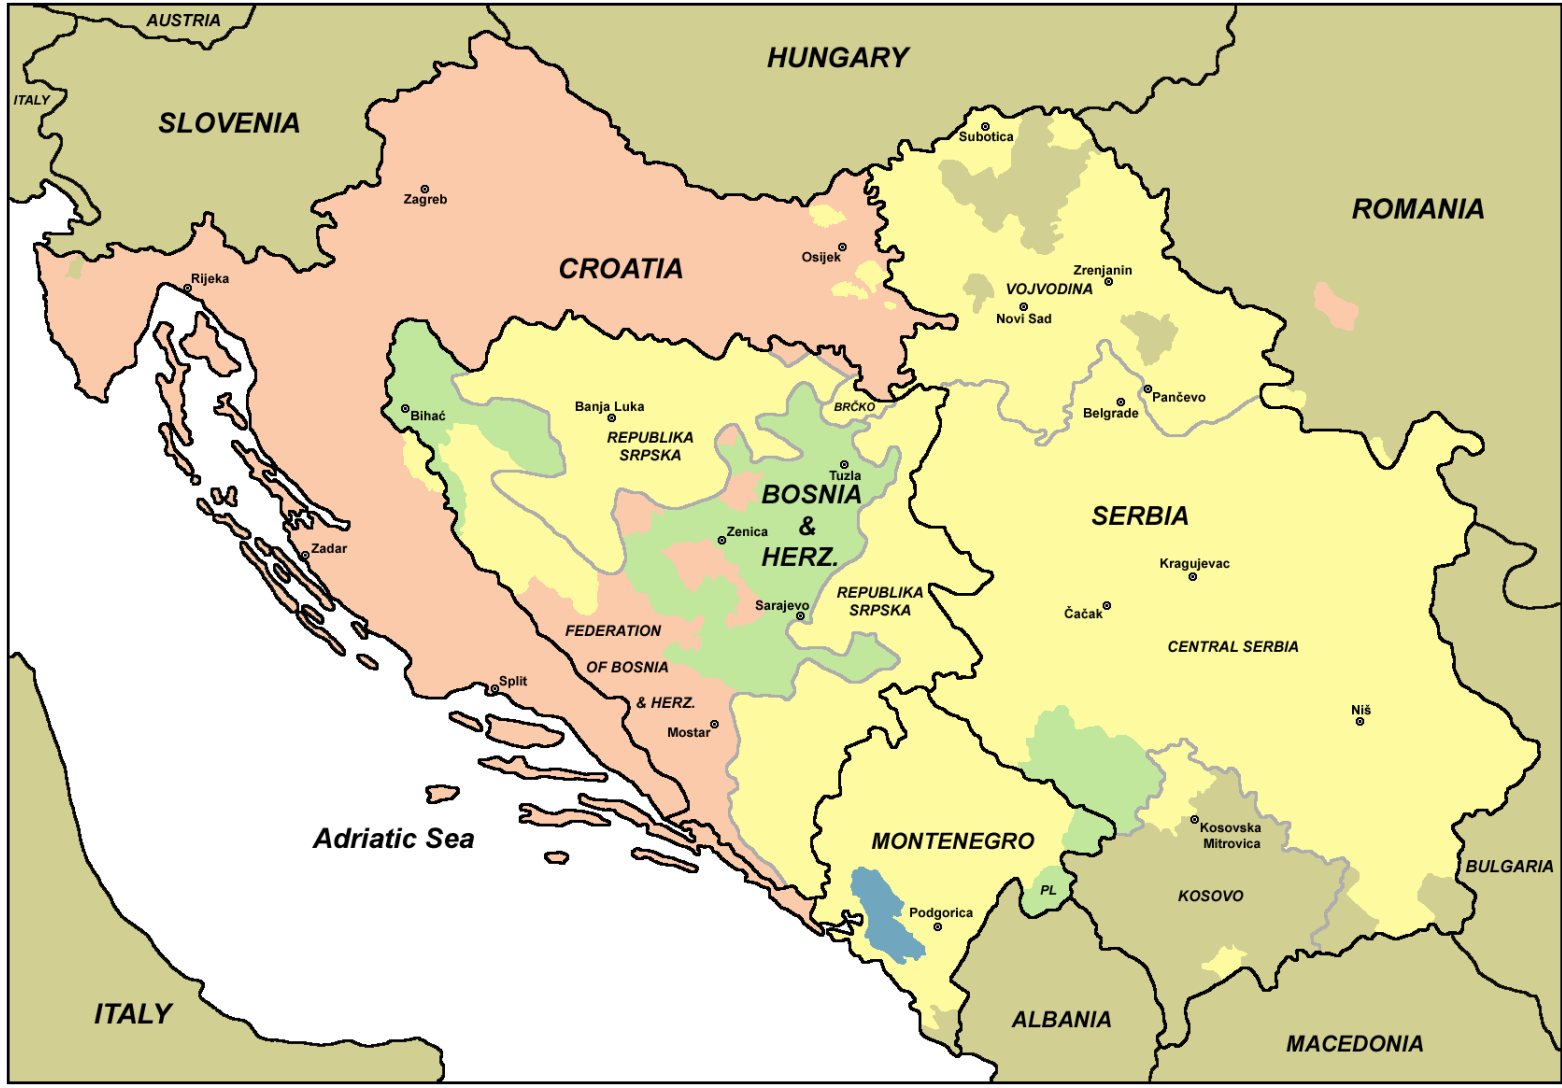 AUSTRIA
HUNGARY
ITALY
SLOVENIA
Subotica
Zagreb
ROMANIA
Osijek
CROATIA
Rijeka
Zrenjanin
VOJVODINA
Novi Sad
Pančevo
Belgrade
Bihać
Banja Luka
BRČKO
REPUBLIKA
SRPSKA
Tuzla
BOSNIA
&
HERZ.
SERBIA
Zenica
Zadar
Kragujevac
REPUBLIKA
SRPSKA
Sarajevo
Čačak
FEDERATION
OF BOSNIA
& HERZ.
CENTRAL SERBIA
Split
Niš
Mostar
Adriatic Sea
MONTENEGRO
Kosovska
Mitrovica
BULGARIA
PL
KOSOVO
Podgorica
ITALY
ALBANIA
MACEDONIA